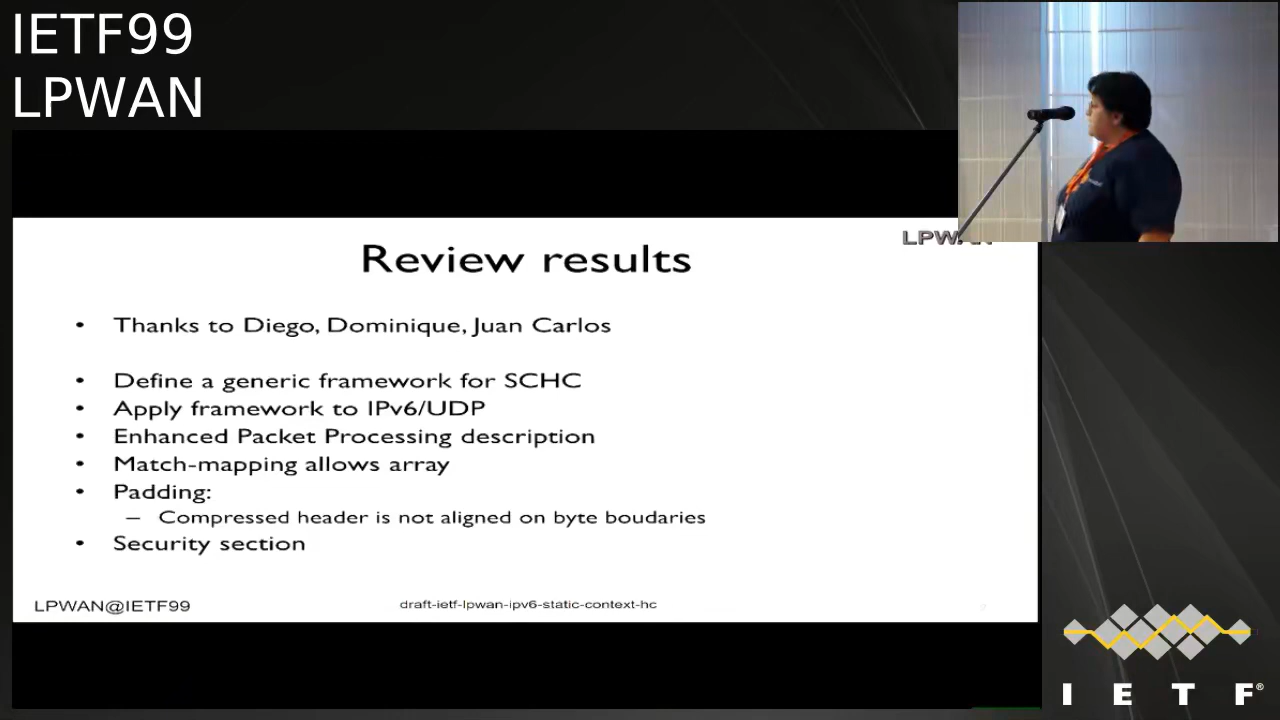 IETF99
LPWAN
LPWAN
Review results
• Thanks to Diego, Dominique, Juan Carlos
• Define a generic framework for SCHC
• Apply framework to IPv6/UDP
• Enhanced Packet Processing description
• Match-mapping allows array
• Padding:
– Compressed header is not aligned on byte boudaries
• Security section
LPWAN@IETF99
draft-ietf-lpwan-ipv6-static-context-hc
I E T F®